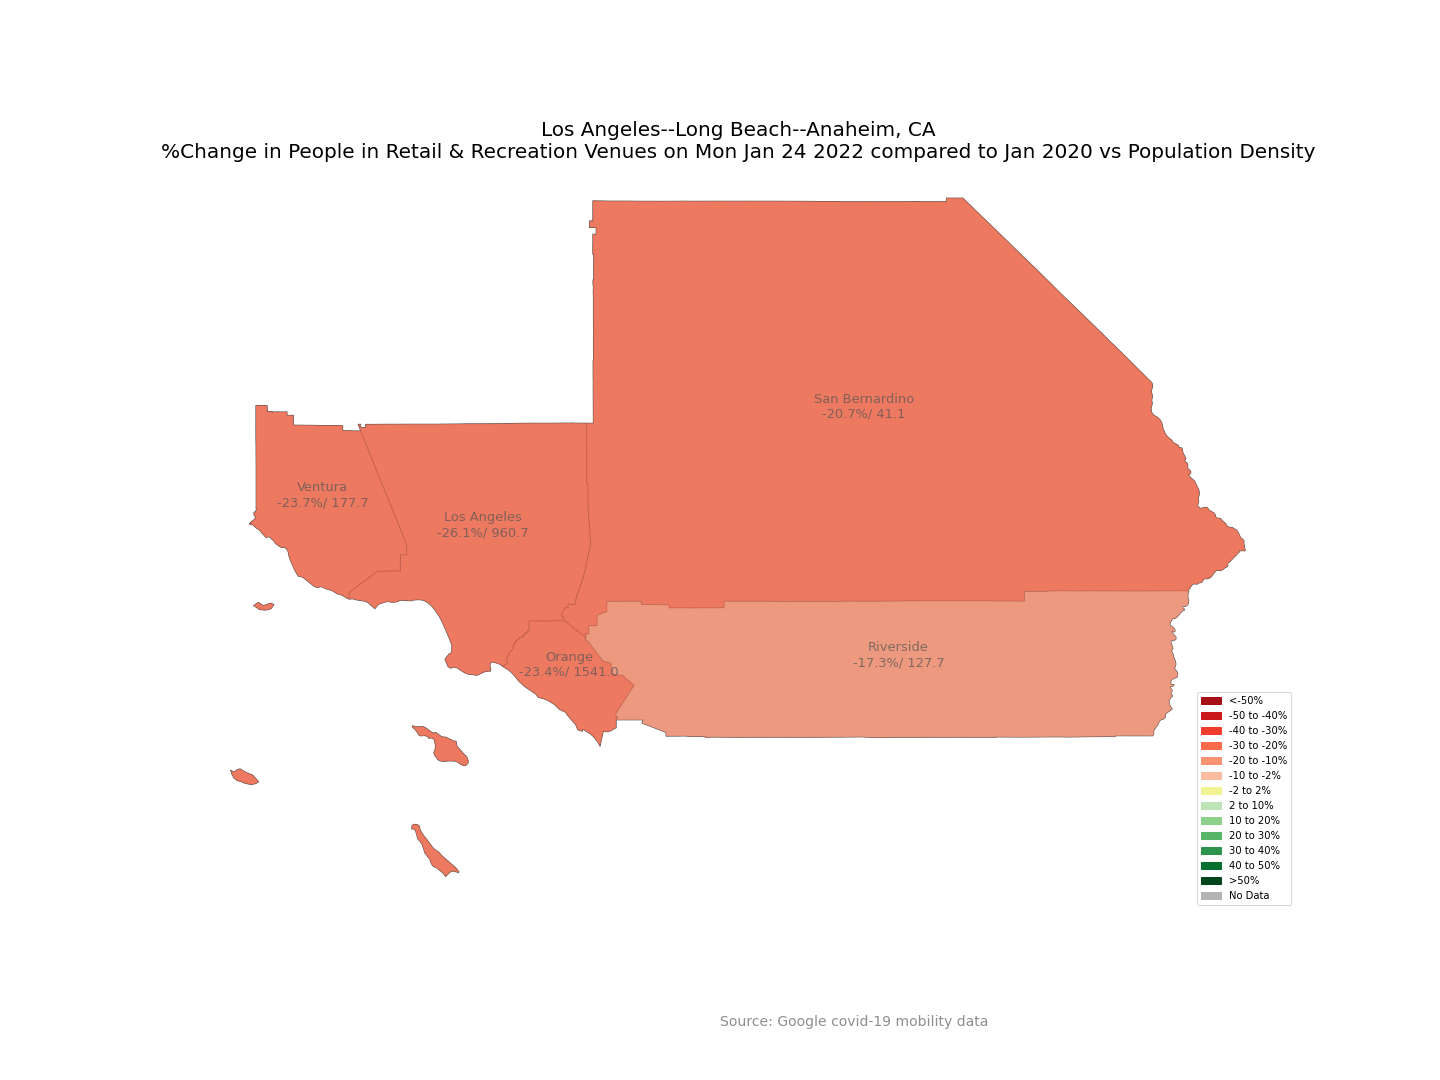 Los Angeles--Long Beach--Anaheim, CA
%Change in People in Retail & Recreation Venues on Mon Jan 24 2022 compared to Jan 2020 vs Population Density
San Bernardino
-20.7%/ 41.1
Ventura
-23.7%/ 177.7
Los Angeles
-26.1%/ 960.7
Riverside
-17.3%/ 127.7
Orange
-23.4%/ 1541.0
<-50%
-50 to -40%
-40 to -30%
-30 to -20%
-20 to -10%
-10 to -2%
-2 to 2%
2 to 10%
10 to 20%
20 to 30%
30 to 40%
40 to 50%
>50%
No Data
Source: Google covid-19 mobility data